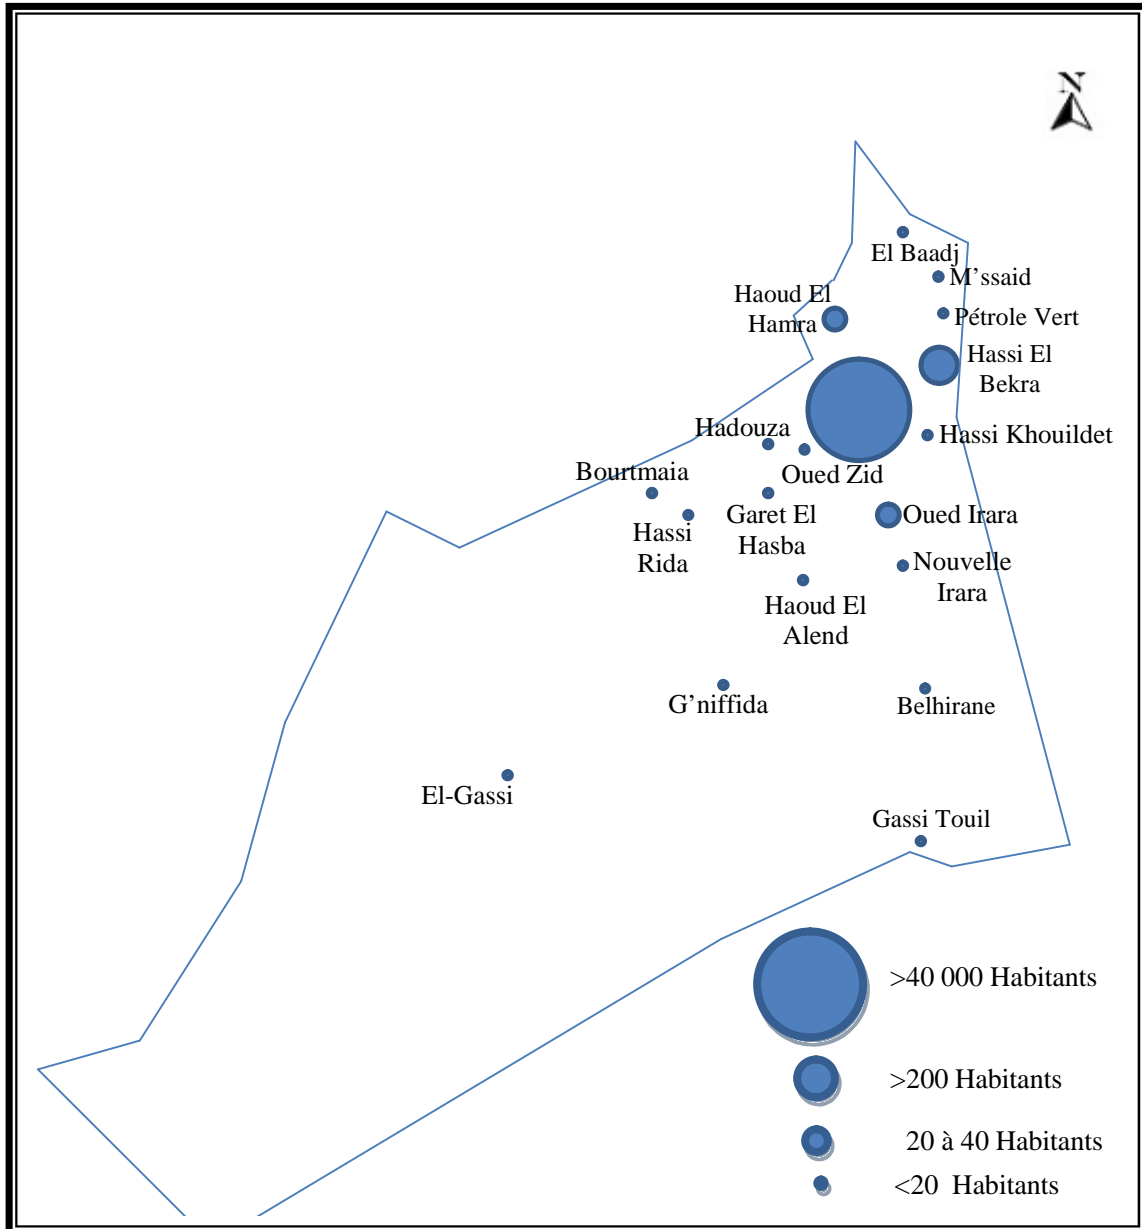 N
El Baadj
M’ssaid
Haoud El
Hamra
Pétrole Vert
Hassi El
Bekra
Hadouza
Hassi Khouildet
Oued Zid
Bourtmaia
Hassi
Rida
Garet El
Hasba
Oued Irara
Nouvelle
Irara
Haoud El
Alend
G’niffida
Belhirane
El-Gassi
Gassi Touil
>40 000 Habitants
>200 Habitants
20 à 40 Habitants
<20 Habitants